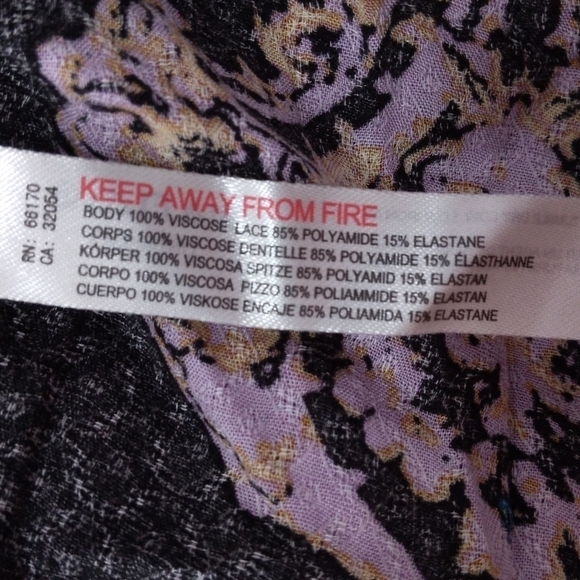 RN: 66170
CA: 32054
KEEP AWAY FROM FIRE
BODY 100% VISCOSE LACE 85% POLYAMIDE 15% ELASTANE
CORPS 100% VISCOSE DENTELLE 85% POLYAMIDE 15% ÉLASTHANNE
KÖRPER 100% VISCOSA SPITZE 85% POLYAMID 15% ELASTAN
CORPO 100% VISCOSA PIZZO 85% POLIAMMIDE 15% ELASTAN
CUERPO 100% VISKOSE ENCAJE 85% POLIAMIDA 15% ELASTANE